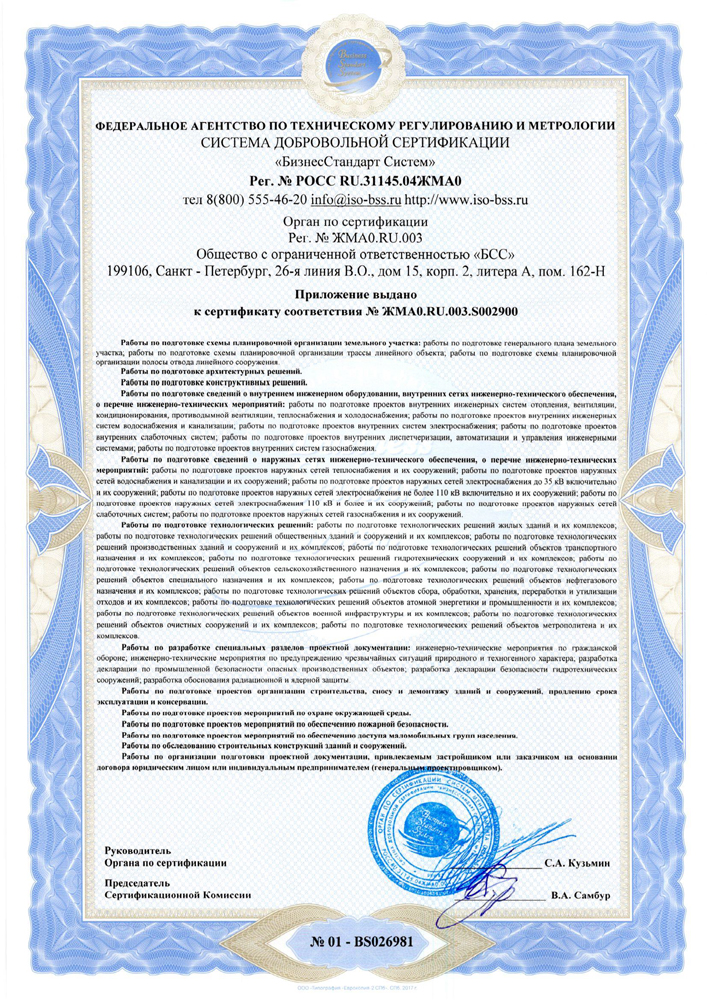 ФЕДЕРАЛЬНОЕ АГЕНТСТВО ПО ТЕХНИЧЕСКОМУ РЕГУЛИРОВАНИЮ И МЕТРОЛОГИИ
СИСТЕМА ДОБРОВОЛЬНОЙ СЕРТИФИКАЦИИ
«БизнесСтандарт Систем»
Рег. № РОСС RU.31145.04ЖМА0
тел 8(800) 555-46-20 info@iso-bss.ru http://www.iso-bss.ru
Орган по сертификации
Рег. № ЖМА0.RU.003
Общество с ограниченной ответственностью «БСС»
199106, Санкт - Петербург, 26-я линия В.О., дом 15, корп. 2, литера А, пом. 162-Н
Приложение выдано
к сертификату соответствия № ЖМА0.RU.003.S002900
Работы по подготовке схемы планировочной организации земельного участка: работы по подготовке генерального плана земельного
участка; работы по подготовке схемы планировочной организации трассы линейного объекта; работы по подготовке схемы планировочной
организации полосы отвода линейного сооружения.
Работы по подготовке архитектурных решений.
Работы по подготовке конструктивных решений.
Работы по подготовке сведений о внутреннем инженерном оборудовании, внутренних сетях инженерно-технического обеспечения,
о перечне инженерно-технических мероприятий: работы по подготовке проектов внутренних инженерных систем отопления, вентиляции,
кондиционирования, противодымной вентиляции, теплоснабжения и холодоснабжения; работы по подготовке проектов внутренних инженерных
систем водоснабжения и канализации; работы по подготовке проектов внутренних систем электроснабжения; работы по подготовке проектов
внутренних слаботочных систем; работы по подготовке проектов внутренних диспетчеризации, автоматизации и управления инженерными
системами; работы по подготовке проектов внутренних систем газоснабжения.
Работы по подготовке сведений о наружных сетях инженерно-технического обеспечения, о перечне инженерно-технических
мероприятий: работы по подготовке проектов наружных сетей теплоснабжения и их сооружений; работы по подготовке проектов наружных
сетей водоснабжения и канализации и их сооружений; работы по подготовке проектов наружных сетей электроснабжения до 35 кВ включительно
и их сооружений; работы по подготовке проектов наружных сетей электроснабжения не более 110 кВ включительно и их сооружений; работы по
подготовке проектов наружных сетей электроснабжения 110 кВ и более и их сооружений; работы по подготовке проектов наружных сетей
слаботочных систем; работы по подготовке проектов наружных сетей газоснабжения и их сооружений.
Работы по подготовке технологических решений: работы по подготовке технологических решений жилых зданий и их комплексов;
работы по подготовке технологических решений общественных зданий и сооружений и их комплексов; работы по подготовке технологических
решений производственных зданий и сооружений и их комплексов; работы по подготовке технологических решений объектов транспортного
назначения и их комплексов; работы по подготовке технологических решений гидротехнических сооружений и их комплексов; работы по
подготовке технологических решений объектов сельскохозяйственного назначения и их комплексов; работы по подготовке технологических
решений объектов специального назначения и их комплексов; работы по подготовке технологических решений объектов нефтегазового
назначения и их комплексов; работы по подготовке технологических решений объектов сбора, обработки, хранения, переработки и утилизации
отходов и их комплексов; работы по подготовке технологических решений объектов атомной энергетики и промышленности и их комплексов;
работы по подготовке технологических решений объектов военной инфраструктуры и их комплексов; работы по подготовке технологических
решений объектов очистных сооружений и их комплексов; работы по подготовке технологических решений объектов метрополитена и их
комплексов.
Работы по разработке специальных разделов проектной документации: инженерно-технические мероприятия по гражданской
обороне; инженерно-технические мероприятия по предупреждению чрезвычайных ситуаций природного и техногенного характера; разработка
декларации по промышленной безопасности опасных производственных объектов; разработка декларации безопасности гидротехнических
сооружений; разработка обоснования радиационной и ядерной защиты
Работы по подготовке проектов организации строительства, сносу и демонтажу зданий и сооружений, продлению срока
эксплуатации и консервации.
Работы по подготовке проектов мероприятий по охране окружающей среды.
Работы по подготовке проектов мероприятий по обеспечению пожарной безопасности.
Работы по подготовке проектов мероприятий по обеспечению доступа маломобильных групп населения.
Работы по обследованию строительных конструкций зданий и сооружений.
Работы по организации подготовки проектной документации, привлекаемым застройщиком или заказчиком на основании
договора юридическим лицом или индивидуальным предпринимателем (генеральным проектировщиком).
Руководитель
Органа по сертификации
С.А. Кузьмин
Председатель
Сертификационной Комиссии
В.А. Самбур
№ 01 - BS026981